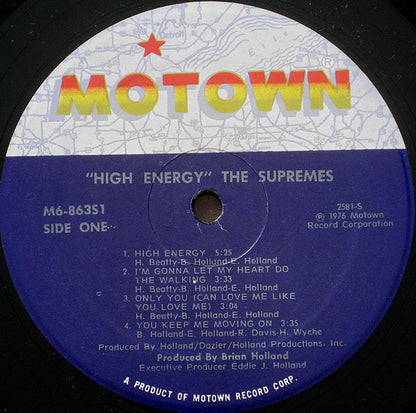 Detroit
MOTOWN®
"HIGH ENERGY" THE SUPREMES
M6-863S1
SIDE ONE
2581-S
℗ 1976 Motown
Record Corporation
1. HIGH ENERGY 5:25
H. Beatty-B. Holland-E. Holland
2. I'M GONNA LET MY HEART DO
THE WALKING 3:33
H. Beatty-B. Holland-E. Holland
3. ONLY YOU (CAN LOVE ME LIKE
YOU LOVE ME) 3:04
H. Beatty-B. Holland-E. Holland
4. YOU KEEP ME MOVING ON 3:35
B. Holland-E. Holland-R. Davis-H. Wyche
Produced By Holland/Dozier/Holland Productions, Inc.
Produced By Brian Holland
Executive Producer Eddie J. Holland
A PRODUCT OF MOTOWN RECORD CORP.